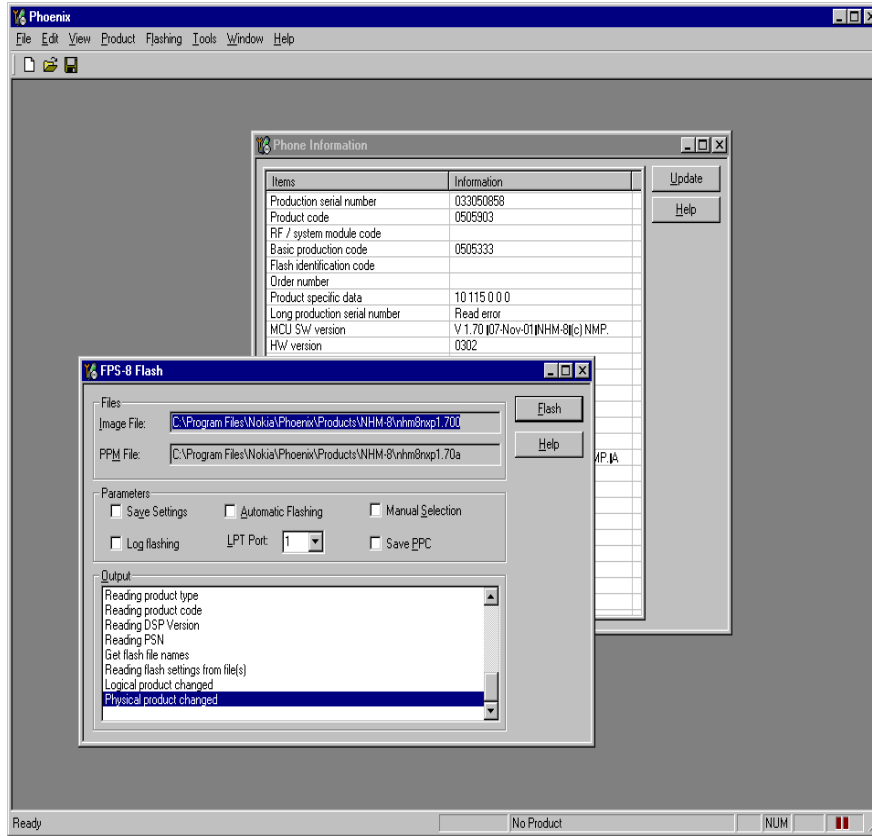 Phoenix
File Edit View Product Flashing Tools Window Help
Phone Information
Items Information
Production serial number 033050858
Product code 0505903
RF / system module code
Basic production code 0505333
Flash identification code
Order number
Product specific data 10 115 0 0 0
Long production serial number Read error
MCU SW version V 1.70 ||07-Nov-01||NHM-8||(c) NMP.
HW version 0302
MP.||A
Update
Help
FPS-8 Flash
Files
Image File: C:\Program Files\Nokia\Phoenix\Products\NHM-8\nhm8nxp1.700
PPM File: C:\Program Files\Nokia\Phoenix\Products\NHM-8\nhm8nxp1.70a
Flash
Help
Parameters
Save Settings Automatic Flashing Manual Selection
Log flashing LPT Port: 1 Save PPC
Output
Reading product type
Reading product code
Reading DSP Version
Reading PSN
Get flash file names
Reading flash settings from file(s)
Logical product changed
Physical product changed
Ready No Product NUM